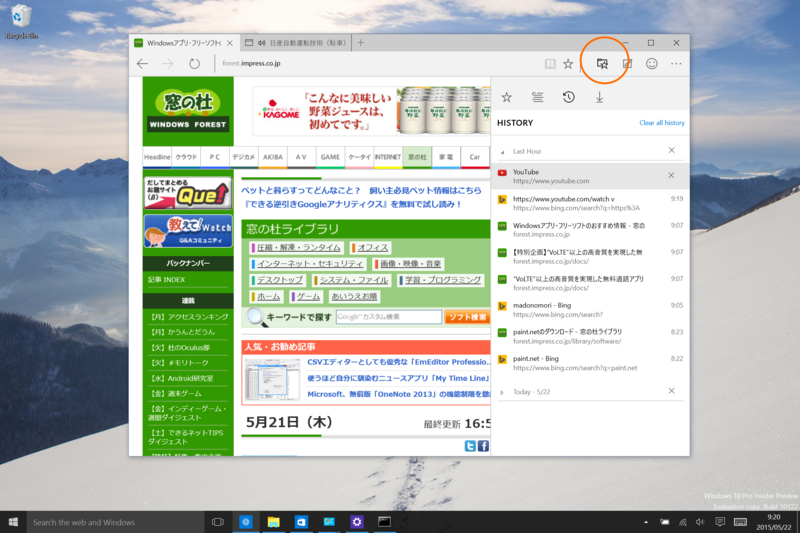 Recycle Bin
Windowsアプリ・フリーソフトの
日産自動運転技術（駐車）
forest.impress.co.jp
窓の杜
WINDOWS FOREST
KAGOME
「こんなに美味しい
野菜ジュースは、
初めてです。」
Headline
クラウド
P C
デジカメ
AKIBA
A V
GAME
ケータイ
INTERNET
窓の杜
家 電
Car
だしてまとめる
お題サイト
(β)
Que!
教えて!Watch
Q&Aコミュニティ
バックナンバー
記事 INDEX
連載
【月】アクセスランキング
【月】かうんとだうん
【火】杜のOculus部
【火】#モリトーク
【水】Android研究室
【金】週末ゲーム
【金】インディーゲーム・
週間ダイジェスト
【土】できるネットTIPS
ダイジェスト
ペットと暮らすってどんなこと？ 飼い主必見ペット情報はこちら
『できる逆引きGoogleアナリティクス』を無料で試し読み！
窓の杜ライブラリ
圧縮・解凍・ランタイム
オフィス
インターネット・セキュリティ
画像・映像・音楽
デスクトップ
システム・ファイル
学習・プログラミング
ホーム
ゲーム
あいうえお順
キーワードで探す
Google カスタム検索
ソフト検索
人気・お勧め記事
CSVエディターとしても優秀な「EmEditor Professio...
使うほど自分に馴染むニュースアプリ「My Time Line」
Microsoft、無償版「OneNote 2013」の機能制限を撤
5月21日（木）
最終更新 16:5
HISTORY
Clear all history
Last Hour
YouTube
https://www.youtube.com
https://www.youtube.com/watch v
9:19
https://www.bing.com/search?q=https%3A
Windowsアプリ・フリーソフトのおすすめ情報 - 窓の
9:07
forest.impress.co.jp
【特別企画】"VoLTE"以上の高音質を実現した無
9:07
forest.impress.co.jp/docs/
"VoLTE"以上の高音質を実現した無料通話アプリ
9:07
forest.impress.co.jp/docs/
madonomori - Bing
9:05
https://www.bing.com/search?
paint.netのダウンロード - 窓の杜ライブラリ
8:23
forest.impress.co.jp/library/software/
paint.net - Bing
8:22
https://www.bing.com/search?q=paint.net
Today - 5/22
Windows 10 Pro Insider Preview
Evaluation copy. Build 10122
Search the web and Windows
9:20
2015/05/22